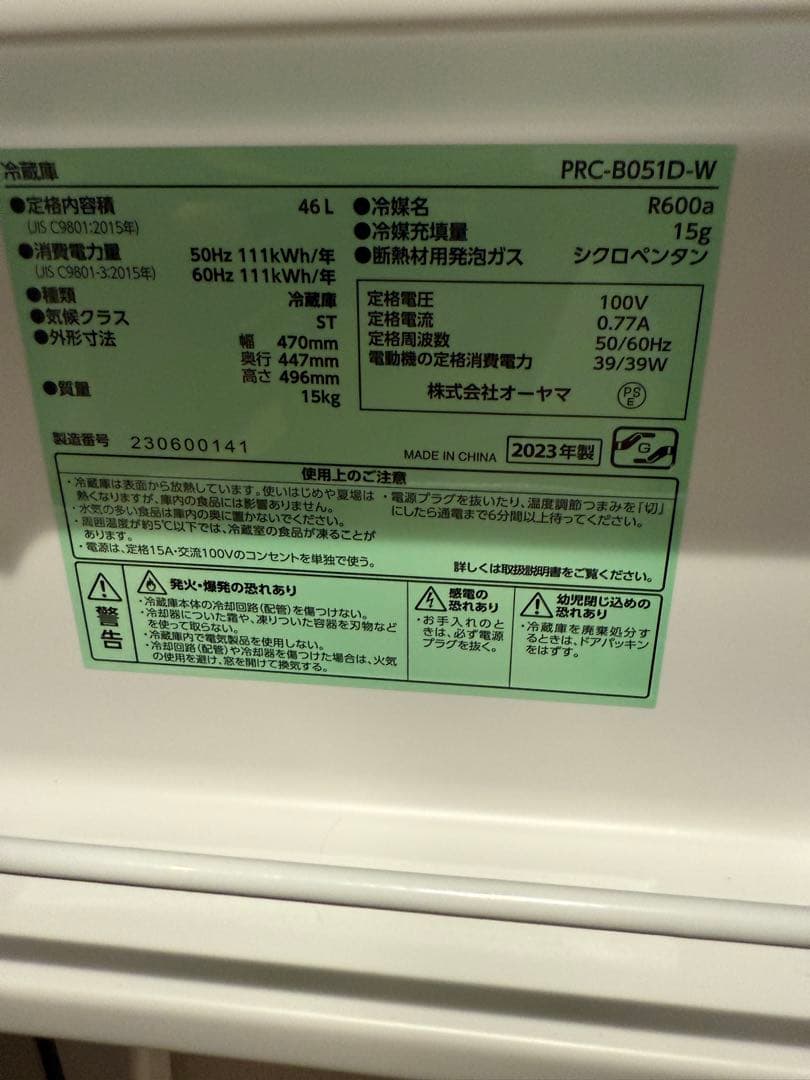 冷蔵庫 PRC-B051D-W
●定格内容積 46L
(JIS C9801:2015年)
●消費電力量 50Hz 111kWh/年
(JIS C9801-3:2015年) 60Hz 111kWh/年
●種類 冷蔵庫
●気候クラス ST
●外形寸法 幅 470mm
奥行 447mm
高さ 496mm
●質量 15kg
●冷媒名 R600a
●冷媒充填量 15g
●断熱材用発泡ガス シクロペンタン
定格電圧 100V
定格電流 0.77A
定格周波数 50/60Hz
電動機の定格消費電力 39/39W
株式会社オーヤマ PSE
製造番号 230600141
MADE IN CHINA 2023年製 G
使用上のご注意
・冷蔵庫は表面から放熱しています。使いはじめや夏場は
熱くなりますが、庫内の食品には影響ありません。
・水気の多い食品は庫内の奥に置かないでください。
・周囲温度が約5℃以下では、冷蔵室の食品が凍ることが
あります。
・電源は、定格15A・交流100Vのコンセントを単独で使う。
・電源プラグを抜いたり、温度調節つまみを「切」
にしたら通電まで6分間以上待ってください。
詳しくは取扱説明書をご覧ください。
警告
発火・爆発の恐れあり
・冷蔵庫本体の冷却回路(配管)を傷つけない。
・冷却器についた霜や、凍りついた容器を刃物など
を使って取らない。
・冷蔵庫内で電気製品を使用しない。
・冷却回路(配管)や冷却器を傷つけた場合は、火気
の使用を避け、窓を開けて換気する。
感電の
恐れあり
・お手入れのと
きは、必ず電源
プラグを抜く。
幼児閉じ込めの
恐れあり
・冷蔵庫を廃棄処分す
るときは、ドアパッキン
をはずす。